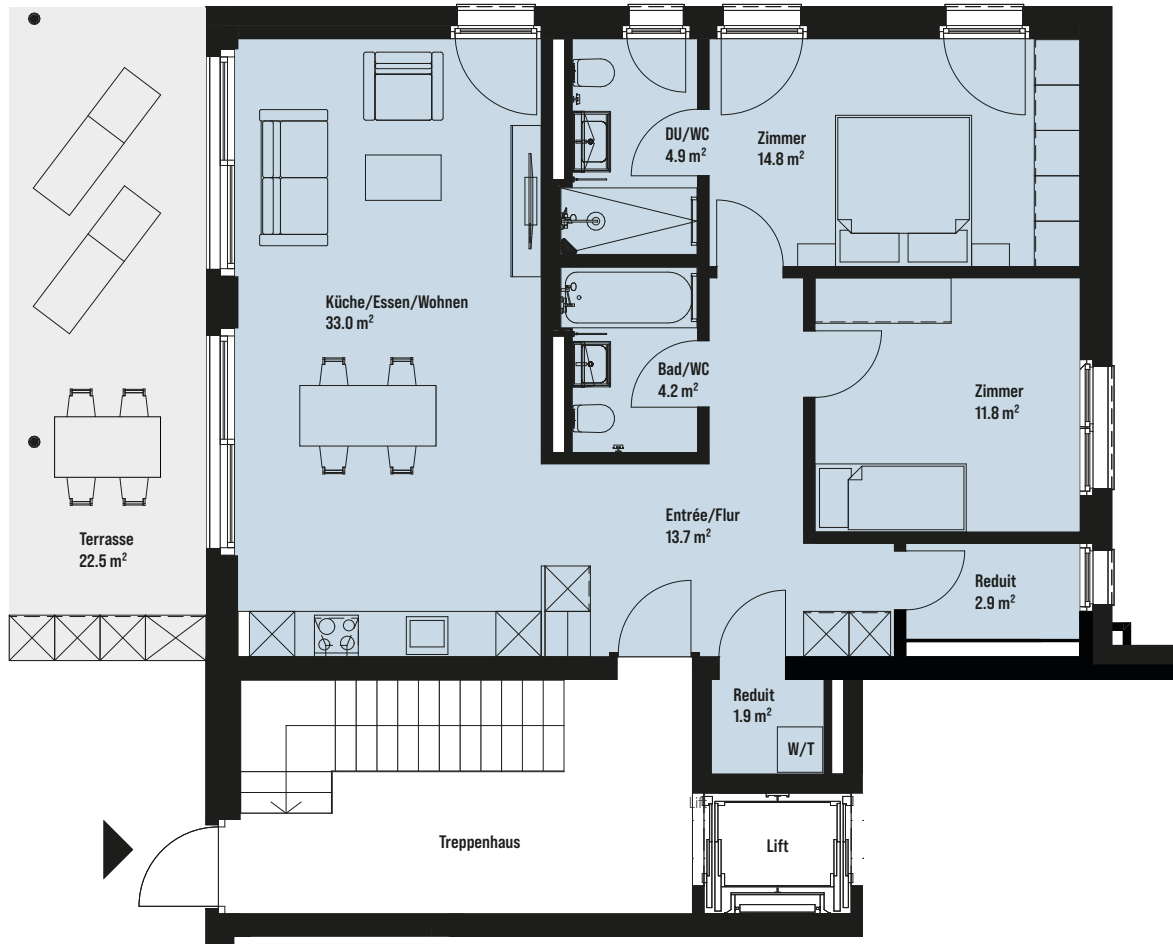 DU/WC
4.9 m²
Zimmer
14.8 m²
Küche/Essen/Wohnen
33.0 m²
Bad/WC
4.2 m²
Zimmer
11.8 m²
Entrée/Flur
13.7 m²
Terrasse
22.5 m²
Reduit
2.9 m²
Reduit
1.9 m²
W/T
Lift
Treppenhaus
Lift